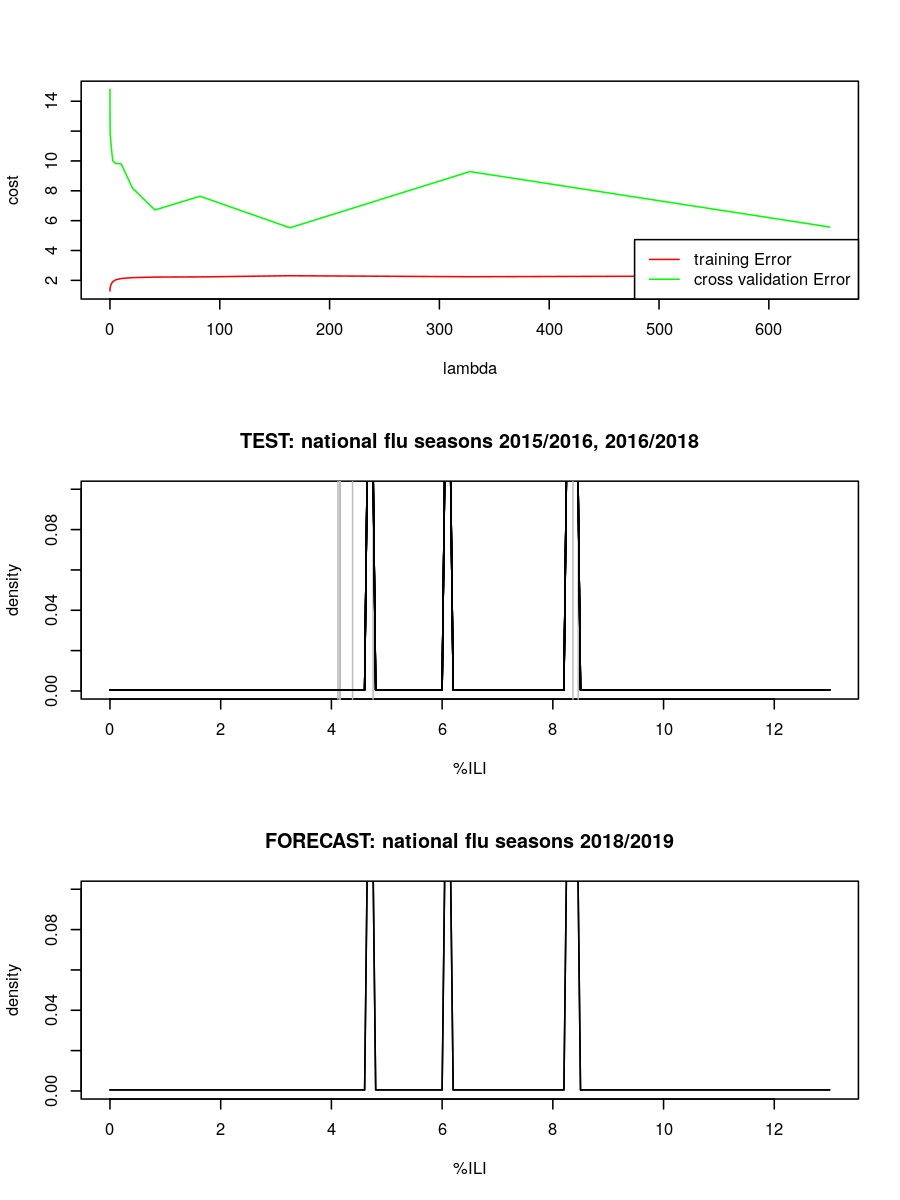 14
10
8
6
4
2
cost
training Error
cross validation Error
0 100 200 300 400 500 600
lambda
TEST: national flu seasons 2015/2016, 2016/2018
0.08
0.04
0.00
density
0 2 4 6 8 10 12
%ILI
FORECAST: national flu seasons 2018/2019
0.08
0.04
0.00
density
0 2 4 6 8 10 12
%ILI